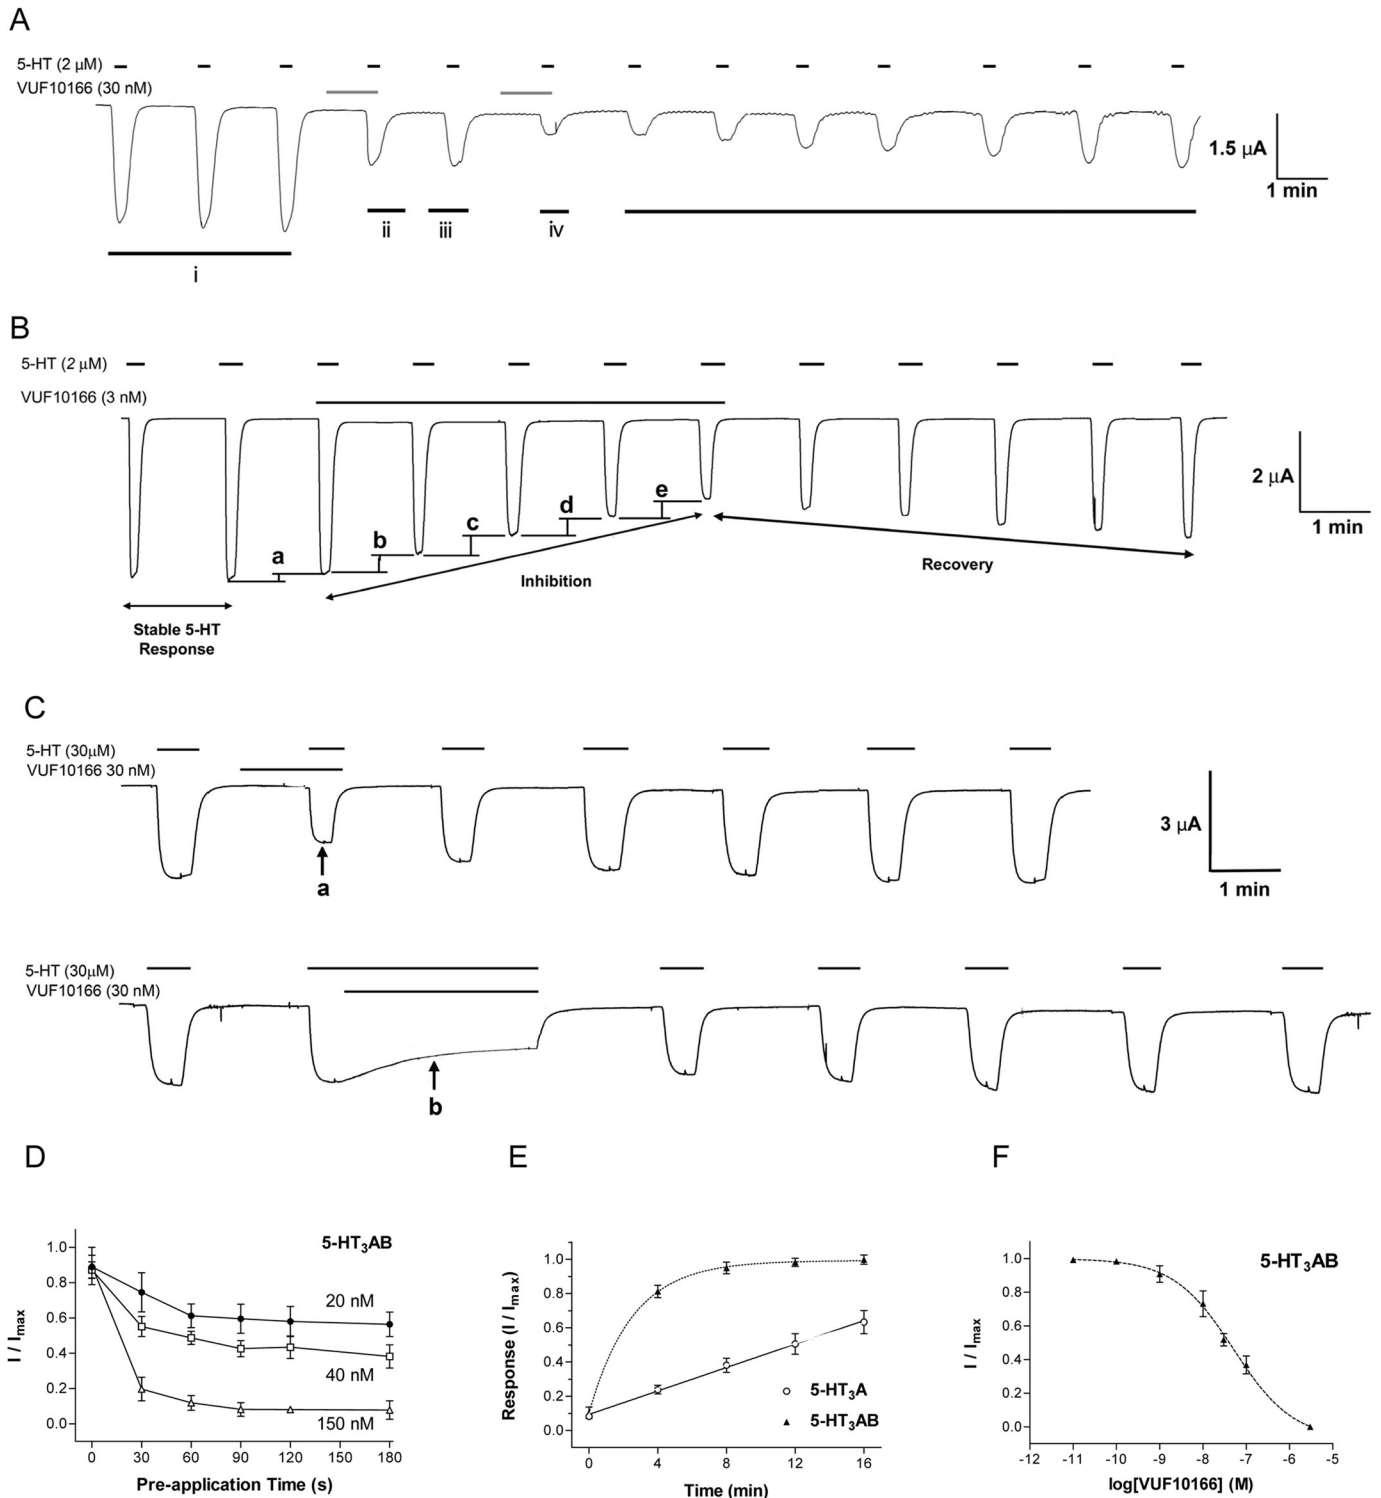 A
5-HT (2 μM)
VUF10166 (30 nM)
1.5 μA
1 min
ii
iii
iv
i
B
5-HT (2 μM)
VUF10166 (3 nM)
2 μA
1 min
a
b
c
d
e
Inhibition
Recovery
Stable 5-HT
Response
C
5-HT (30μM)
VUF10166 30 nM)
3 μA
1 min
a
5-HT (30μM)
VUF10166 (30 nM)
b
D
5-HT₃AB
1.0
0.8
0.6
0.4
0.2
0.0
I / Imax
20 nM
40 nM
150 nM
0 30 60 90 120 150 180
Pre-application Time (s)
E
1.0
0.8
0.6
0.4
0.2
0.0
Response (I / Imax)
5-HT₃A
5-HT₃AB
0 4 8 12 16
Time (min)
F
5-HT₃AB
1.0
0.8
0.6
0.4
0.2
0.0
I / Imax
-12 -11 -10 -9 -8 -7 -6 -5
log[VUF10166] (M)